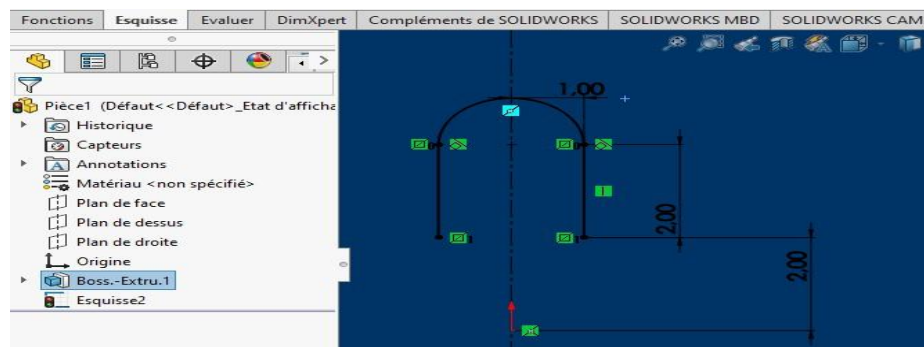 Fonctions Esquisse Evaluer DimXpert Compléments de SOLIDWORKS SOLIDWORKS MBD SOLIDWORKS CAM
Pièce1 (Défaut<<Défaut>_Etat d'afficha
Historique
Capteurs
A Annotations
Matériau <non spécifié>
Plan de face
Plan de dessus
Plan de droite
Origine
Boss.-Extru.1
Esquisse2
1,00
2,00
2,00